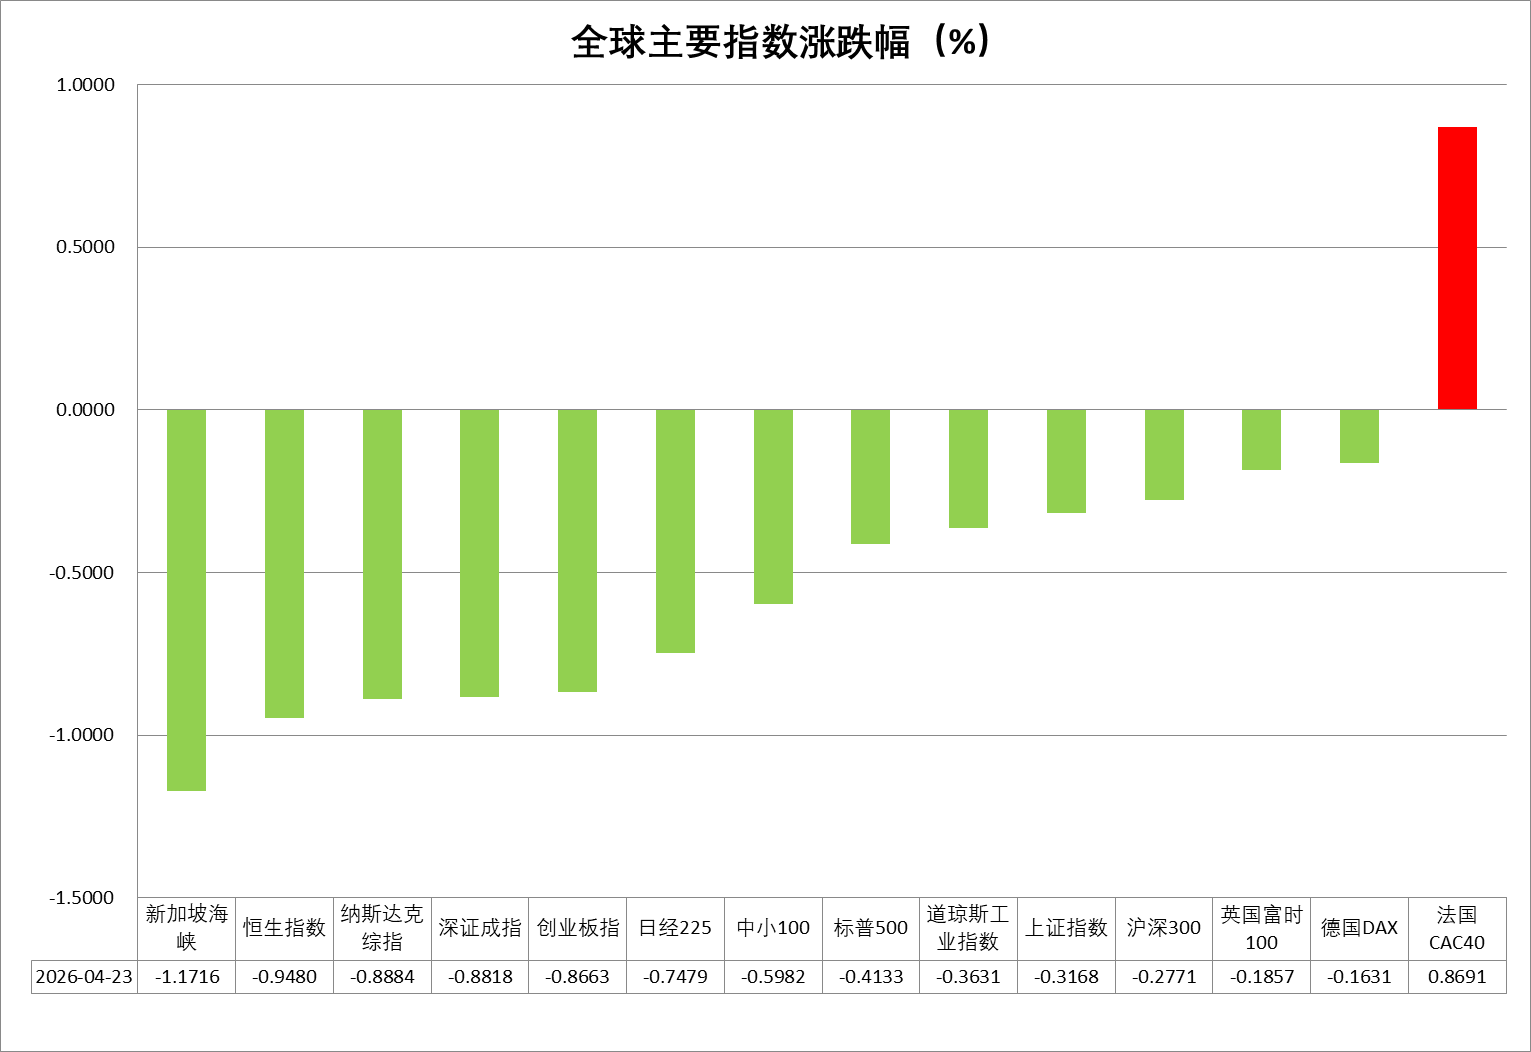 全球主要指数涨跌幅（%）
1.0000
0.5000
0.0000
-0.5000
-1.0000
-1.5000
新加坡海
峡
恒生指数
纳斯达克
综指
深证成指
创业板指
日经225
中小100
标普500
道琼斯工
业指数
上证指数
沪深300
英国富时
100
德国DAX
法国
CAC40
2026-04-23 -1.1716 -0.9480 -0.8884 -0.8818 -0.8663 -0.7479 -0.5982 -0.4133 -0.3631 -0.3168 -0.2771 -0.1857 -0.1631 0.8691